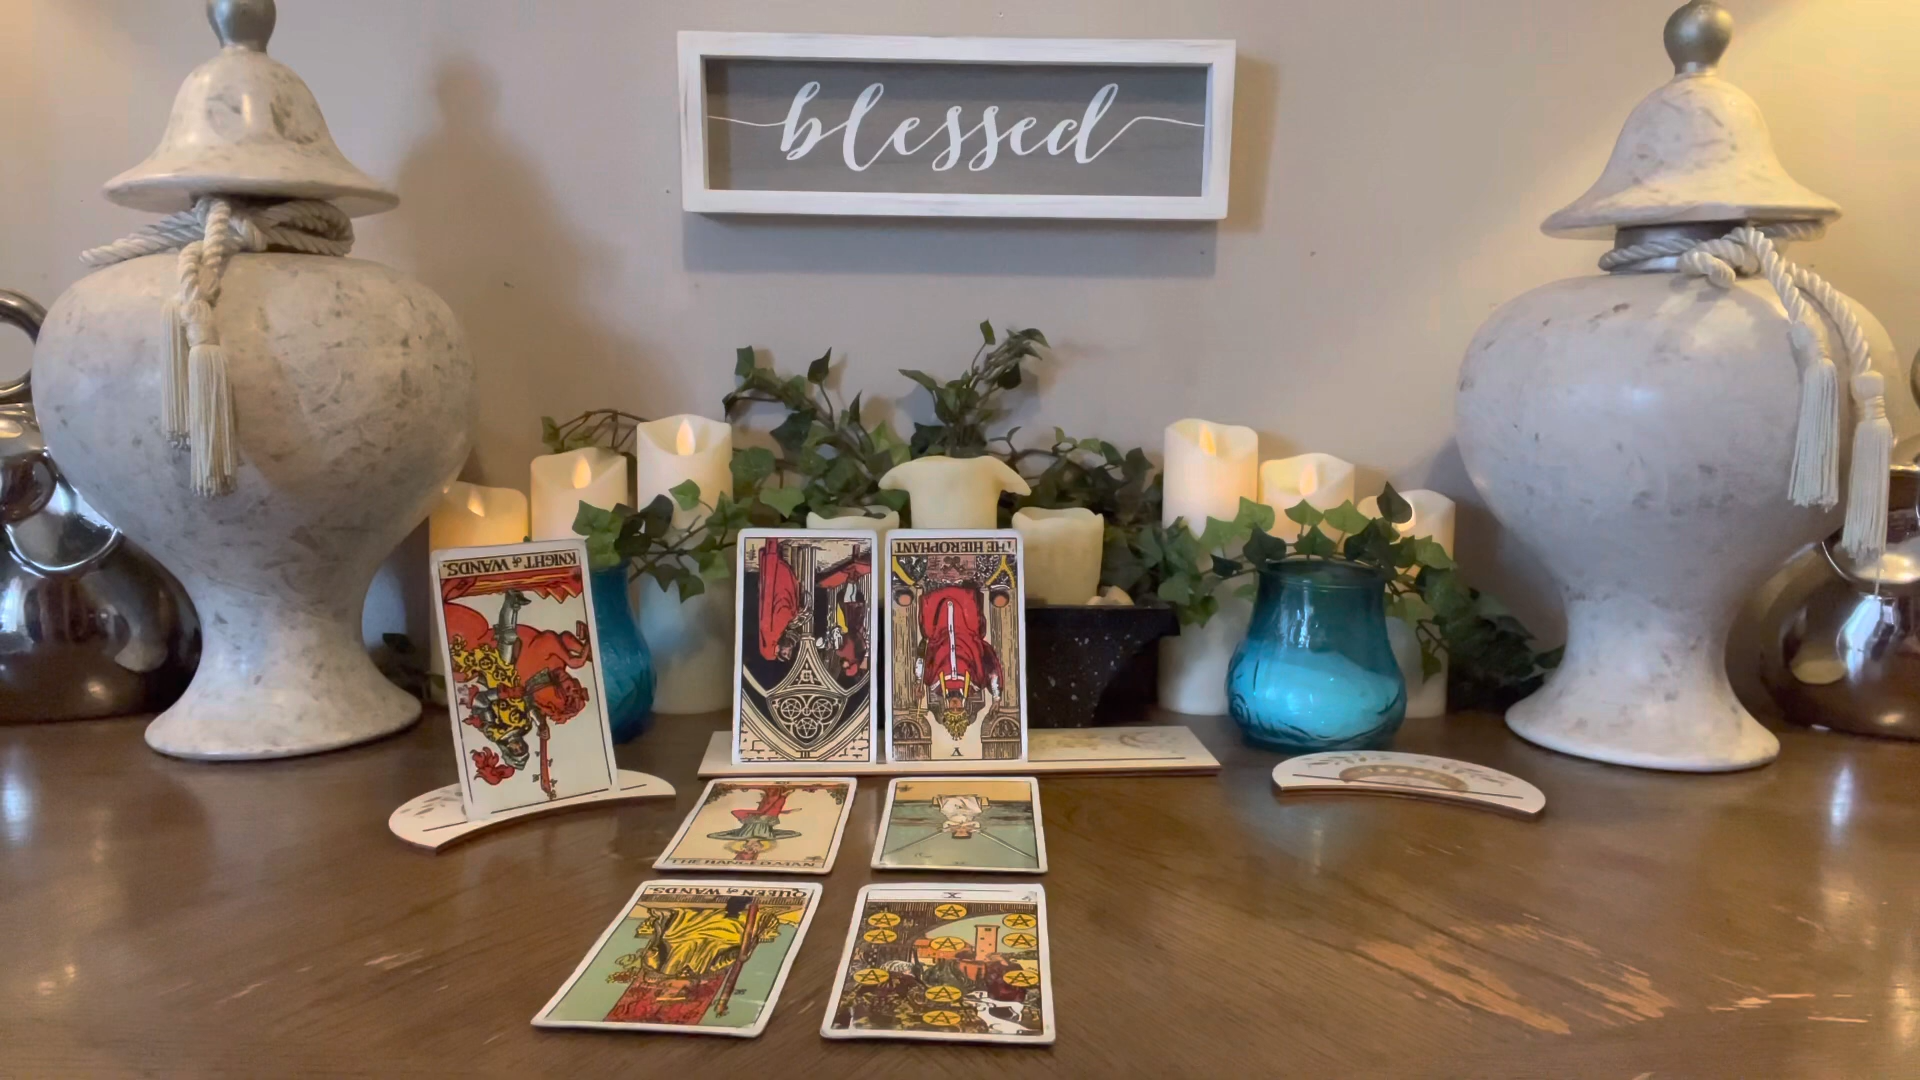 blessed
KNIGHT of WANDS.
THE HIEROPHANT
V
THE HANGED MAN.
QUEEN of WANDS.
X